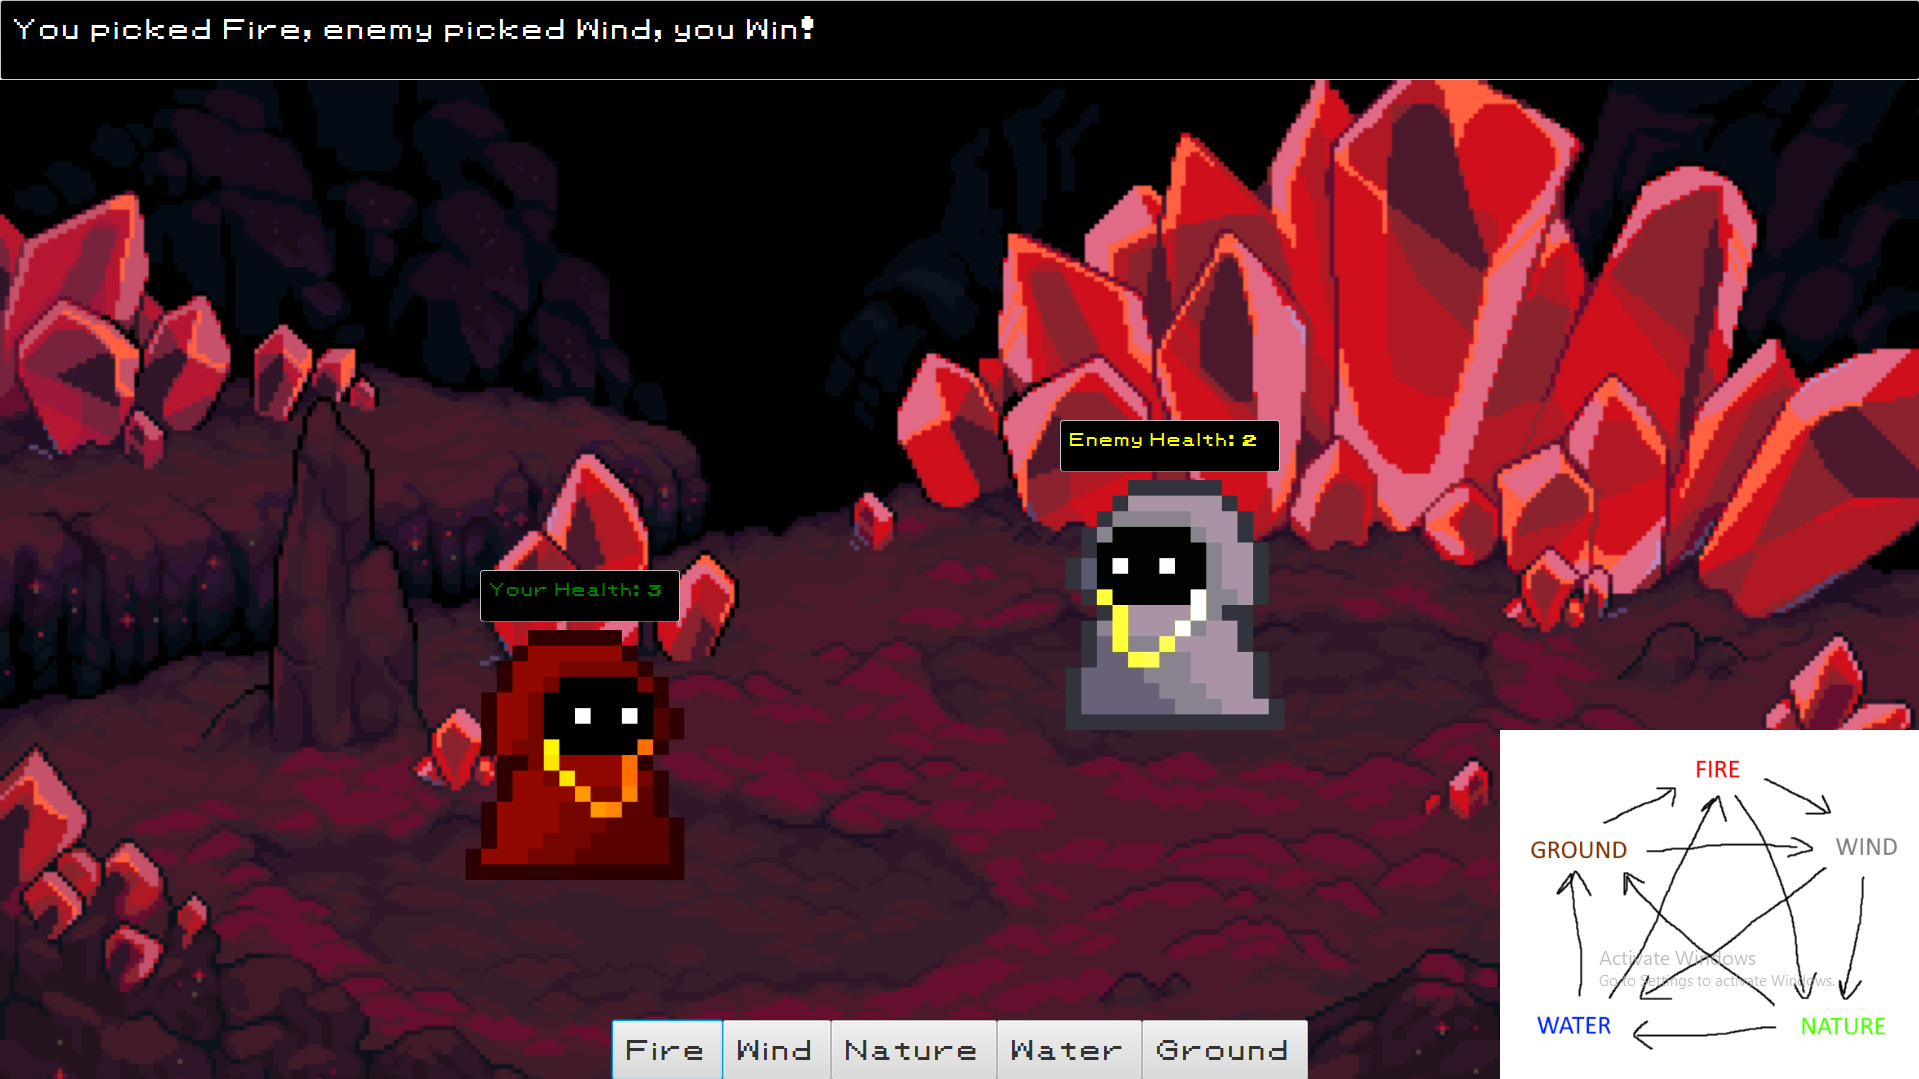 You picked Fire, enemy picked Wind, you Win!
Enemy Health: 2
Your Health: 3
FIRE
GROUND
WIND
Activate Windows
Go to Settings to activate Windows.
WATER
NATURE
Fire
Wind
Nature
Water
Ground